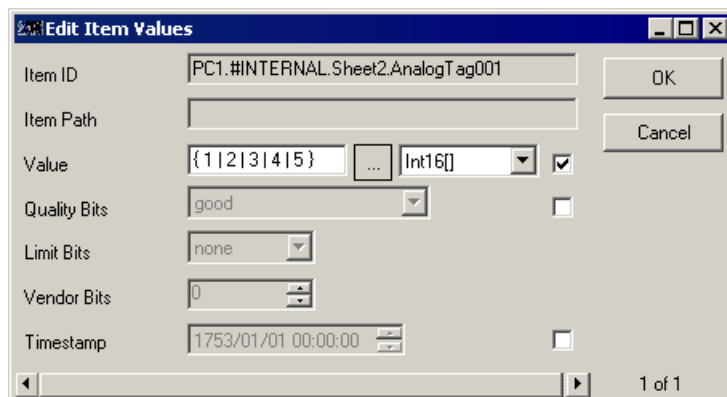 Edit Item Values
Item ID
PC1.#INTERNAL.Sheet2.AnalogTag001
OK
Item Path
Cancel
Value
{1|2|3|4|5}
...
Int16[]
Quality Bits
good
Limit Bits
none
Vendor Bits
0
Timestamp
1753/01/01 00:00:00
1 of 1